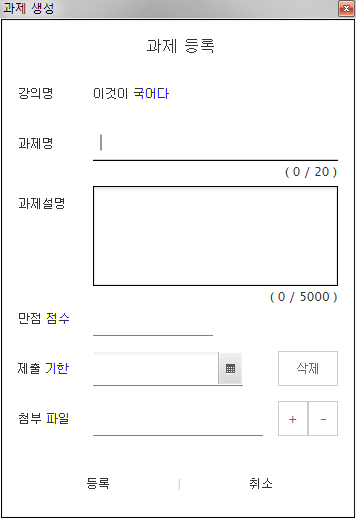 과제 생성
과제 등록
강의명 이것이 국어다
과제명
( 0 / 20 )
과제설명
( 0 / 5000 )
만점 점수
제출 기한 삭제
첨부 파일 + -
등록 | 취소